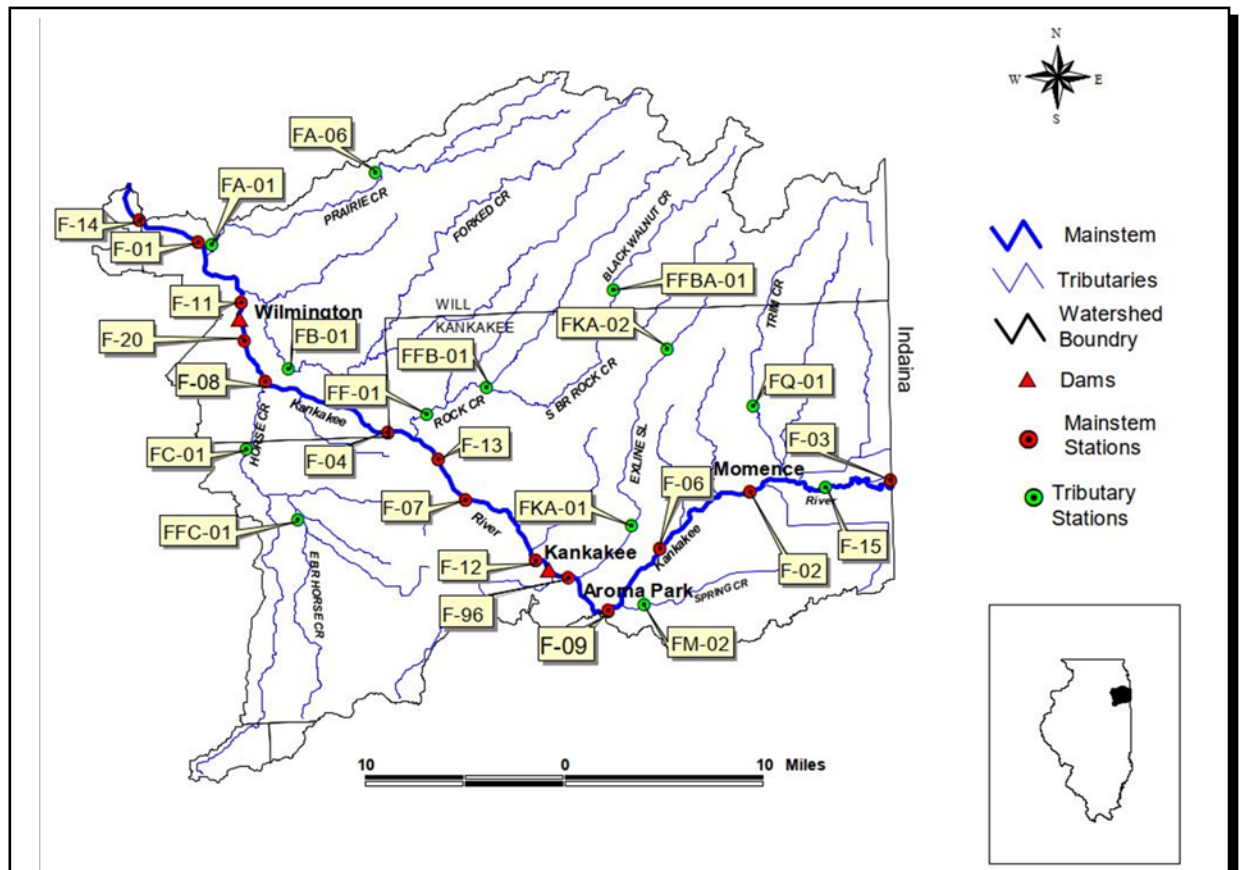 N
W
E
S
FA-06
FA-01
F-14
F-01
PRAIRIE CR
FORKED CR
BLACK WALNUT CR
Mainstem
Tributaries
Watershed
Boundry
Dams
Mainstem
Stations
Tributary
Stations
F-11
Wilmington
F-20
FB-01
WILL
KANKAKEE
FFBA-01
FKA-02
TRIM CR
Indaina
F-08
FFB-01
FF-01
ROCK CR
S BR ROCK CR
FQ-01
Kankakee
HORSE CR
FC-01
F-04
F-13
EXLINE SL
F-06
Momence
F-03
F-07
River
FKA-01
River
FFC-01
F-12
Kankakee
Kankakee
F-02
F-15
E BR HORSE CR
F-96
Aroma Park
SPRING CR
F-09
FM-02
10
0
10
Miles